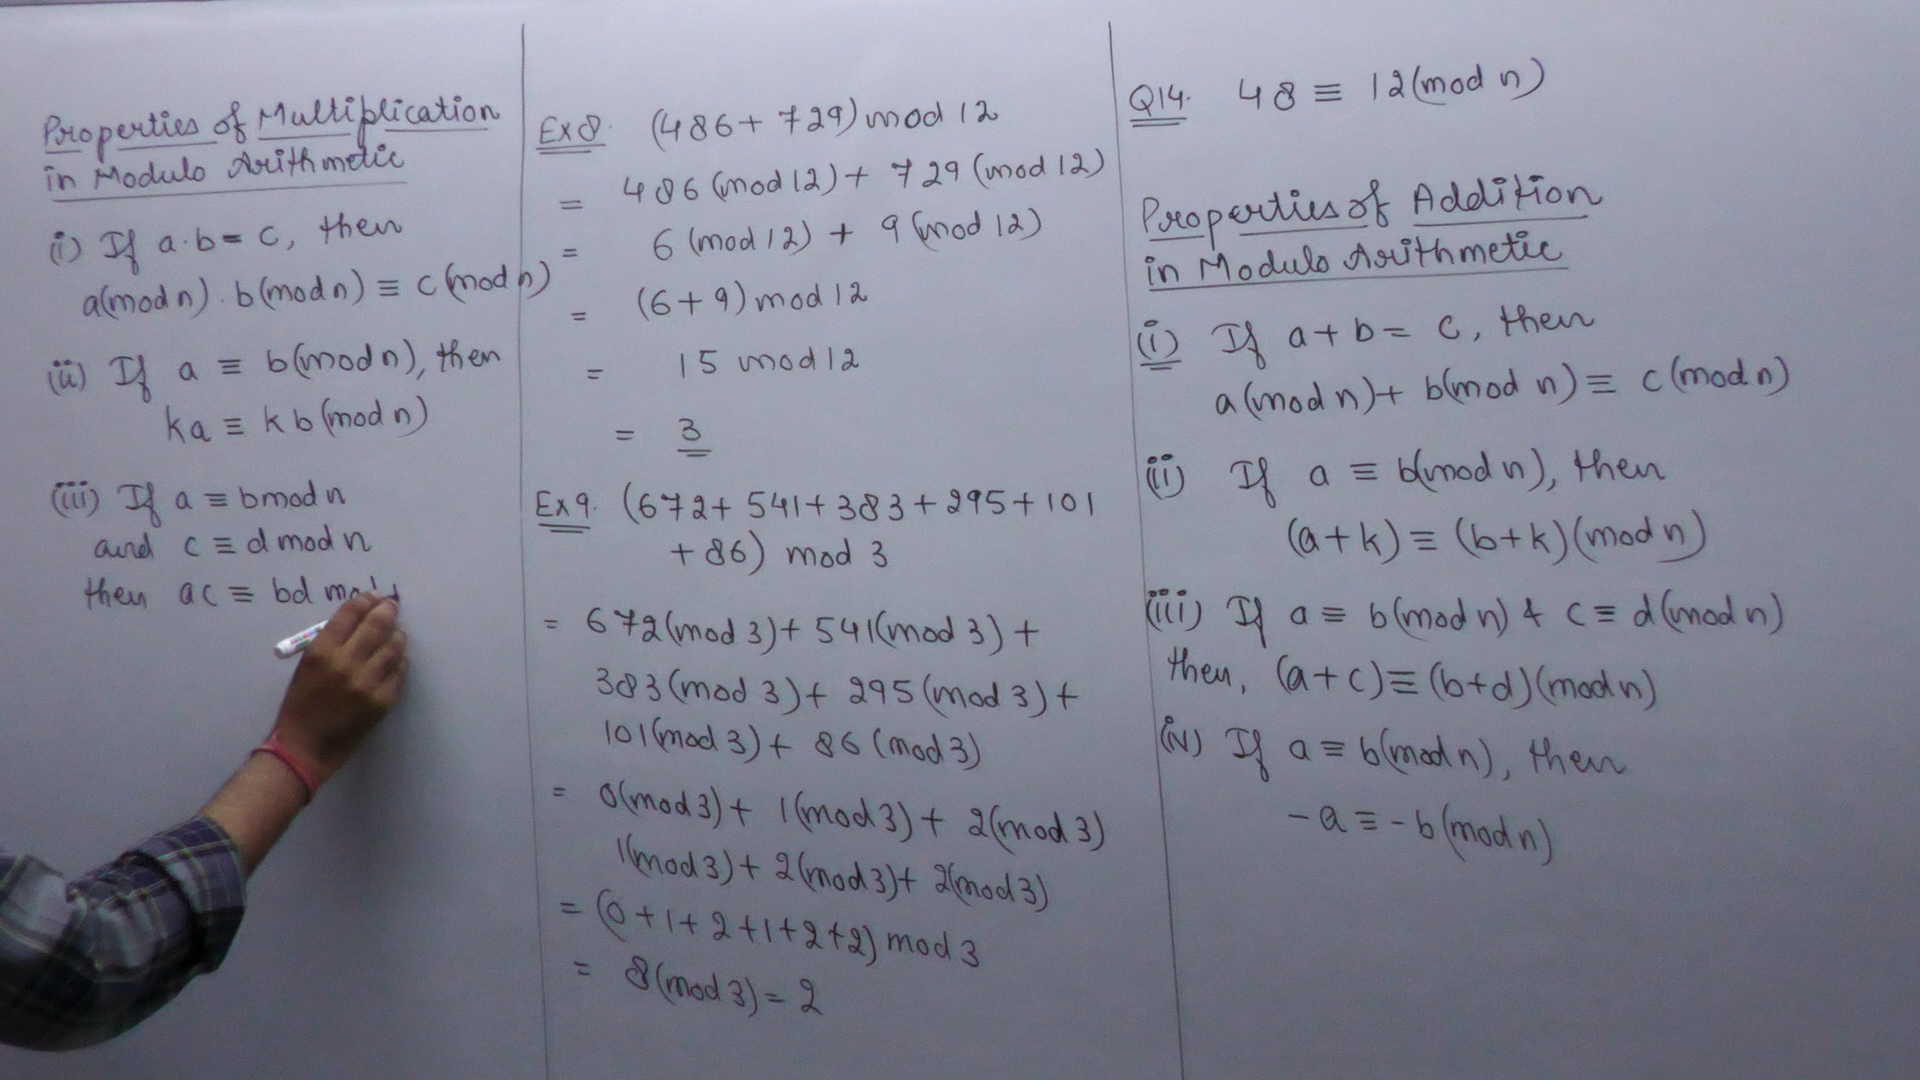 Properties of Multiplication
in Modulo Arithmetic
(i) If a·b = c, then
a(mod n). b(mod n) ≡ c(mod n)
(ii) If a ≡ b(mod n), then
ka ≡ kb(mod n)
(iii) If a ≡ b mod n
and c ≡ d mod n
then ac ≡ bd
Ex 8. (486 + 729) mod 12
= 486 (mod 12) + 729 (mod 12)
= 6 (mod 12) + 9 (mod 12)
= (6 + 9) mod 12
= 15 mod 12
= 3
Ex 9. (672 + 541 + 383 + 295 + 101
+ 86) mod 3
= 672(mod 3) + 541(mod 3) +
383(mod 3) + 295(mod 3) +
101(mod 3) + 86 (mod 3)
= 0(mod 3) + 1(mod 3) + 2(mod 3)
1(mod 3) + 2(mod 3) + 2(mod 3)
= (0 + 1 + 2 + 1 + 2 + 2) mod 3
= 8(mod 3) = 2
Q14. 48 ≡ 12(mod n)
Properties of Addition
in Modulo Arithmetic
(i) If a + b = c, then
a(mod n) + b(mod n) ≡ c(mod n)
(ii) If a ≡ b(mod n), then
(a+k) ≡ (b+k)(mod n)
(iii) If a ≡ b(mod n) & c ≡ d(mod n)
then, (a+c) ≡ (b+d)(mod n)
(iv) If a ≡ b(mod n), then
-a ≡ -b(mod n)